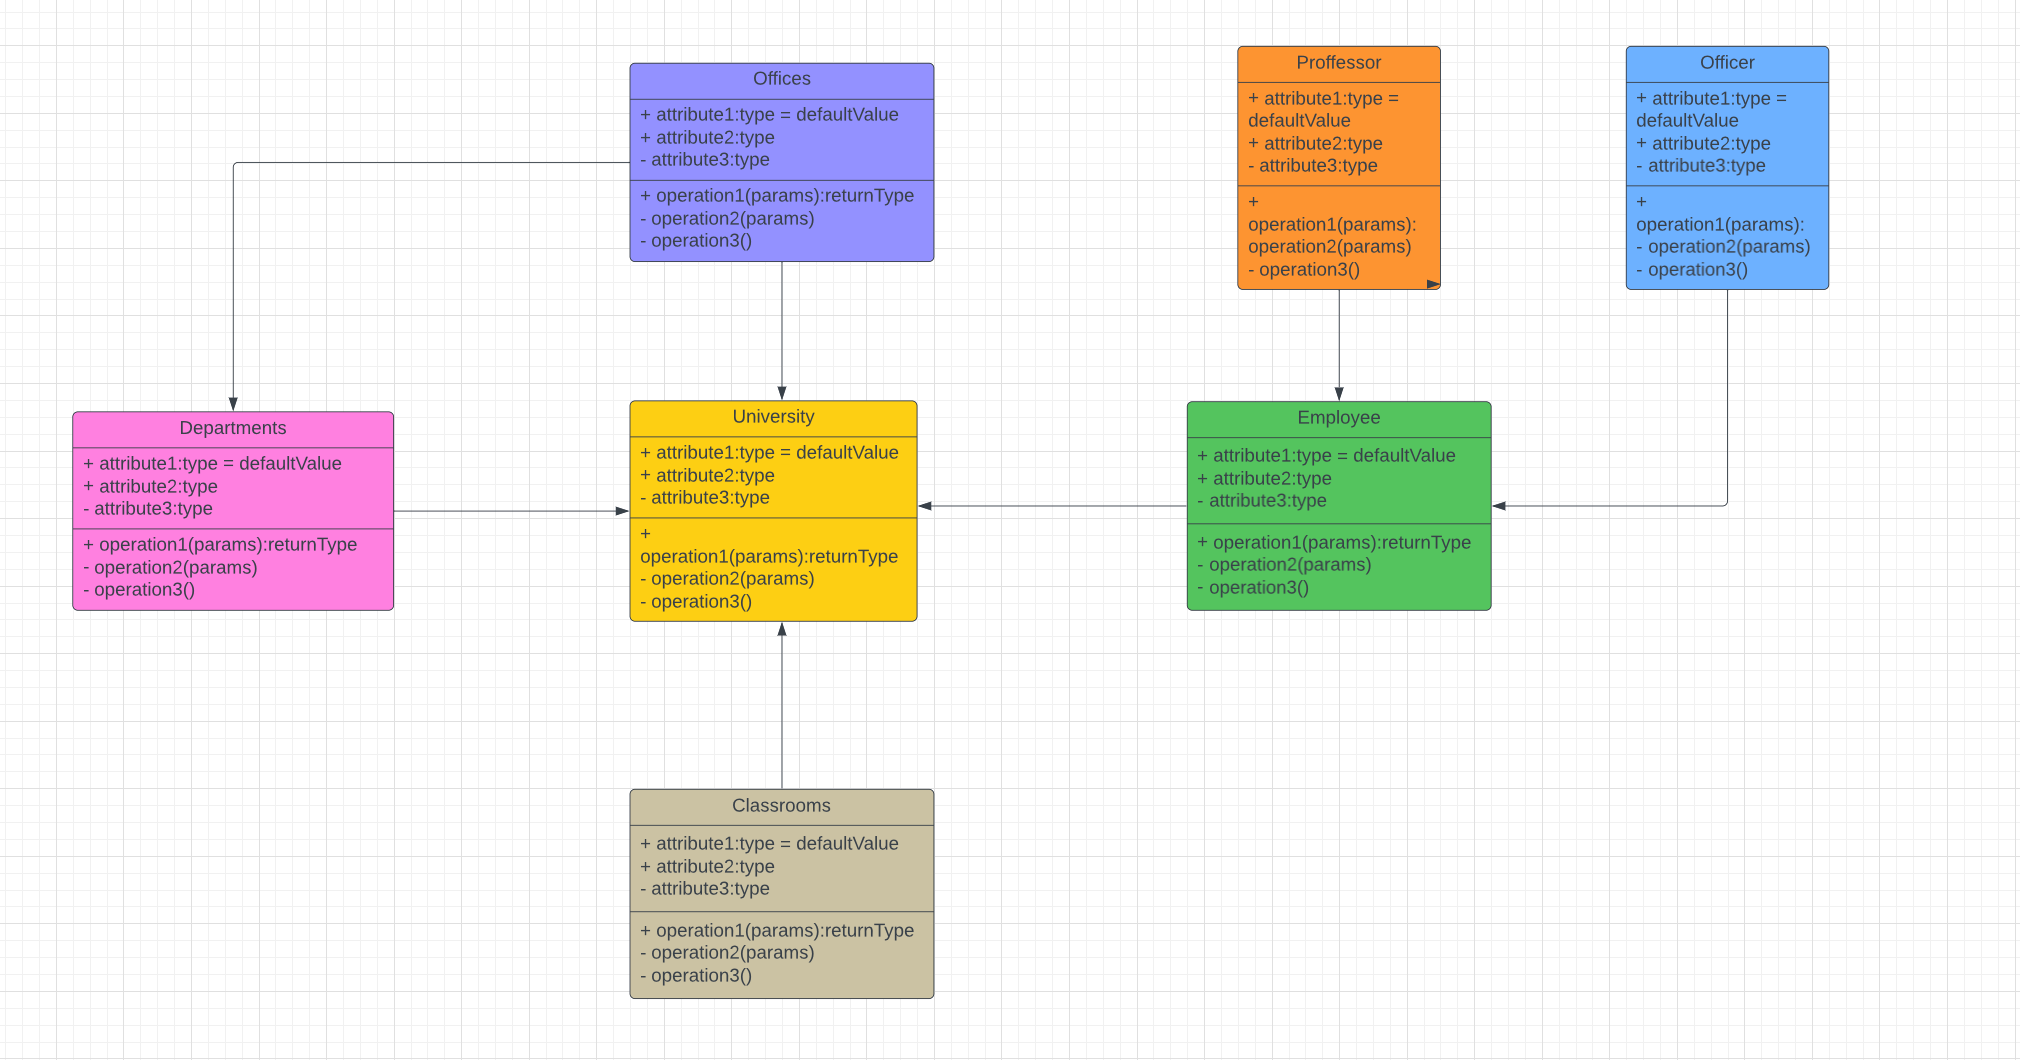 Offices
+ attribute1:type = defaultValue
+ attribute2:type
- attribute3:type
+ operation1(params):returnType
- operation2(params)
- operation3()
Proffessor
+ attribute1:type =
defaultValue
+ attribute2:type
- attribute3:type
+
operation1(params):
operation2(params)
- operation3()
Officer
+ attribute1:type =
defaultValue
+ attribute2:type
- attribute3:type
+
operation1(params):
- operation2(params)
- operation3()
Departments
+ attribute1:type = defaultValue
+ attribute2:type
- attribute3:type
+ operation1(params):returnType
- operation2(params)
- operation3()
University
+ attribute1:type = defaultValue
+ attribute2:type
- attribute3:type
+
operation1(params):returnType
- operation2(params)
- operation3()
Employee
+ attribute1:type = defaultValue
+ attribute2:type
- attribute3:type
+ operation1(params):returnType
- operation2(params)
- operation3()
Classrooms
+ attribute1:type = defaultValue
+ attribute2:type
- attribute3:type
+ operation1(params):returnType
- operation2(params)
- operation3()